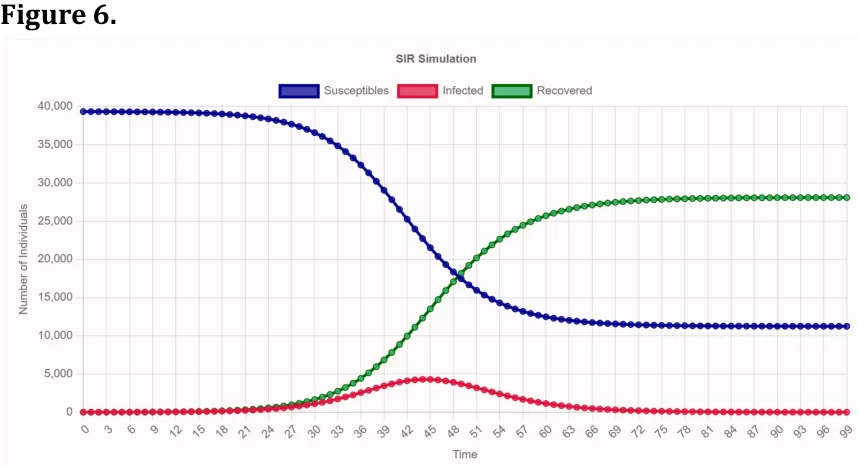 Figure 6.
SIR Simulation
Susceptibles Infected Recovered
40,000
35,000
30,000
25,000
20,000
15,000
10,000
5,000
0
Number of Individuals
0 3 6 9 12 15 18 21 24 27 30 33 36 39 42 45 48 51 54 57 60 63 66 69 72 75 78 81 84 87 90 93 96 99
Time